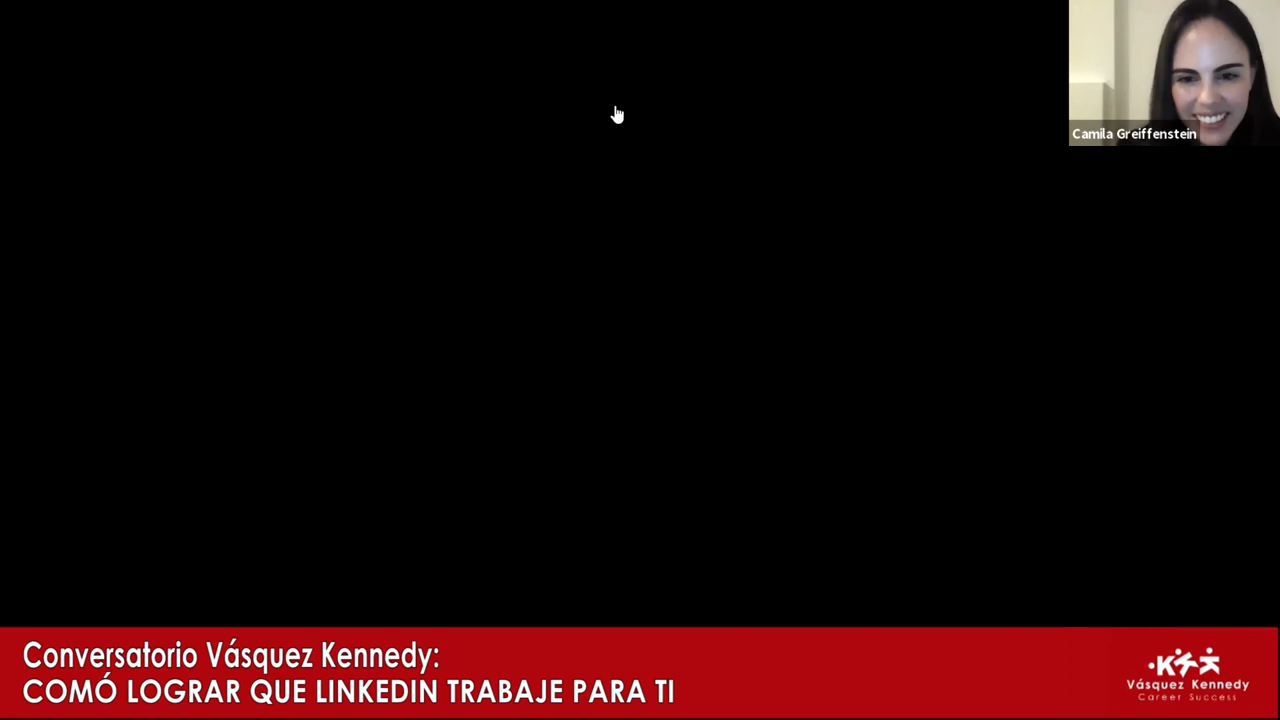 Camila Greiffenstein
Conversatorio Vásquez Kennedy:
COMÓ LOGRAR QUE LINKEDIN TRABAJE PARA TI
Vásquez Kennedy
Career Success